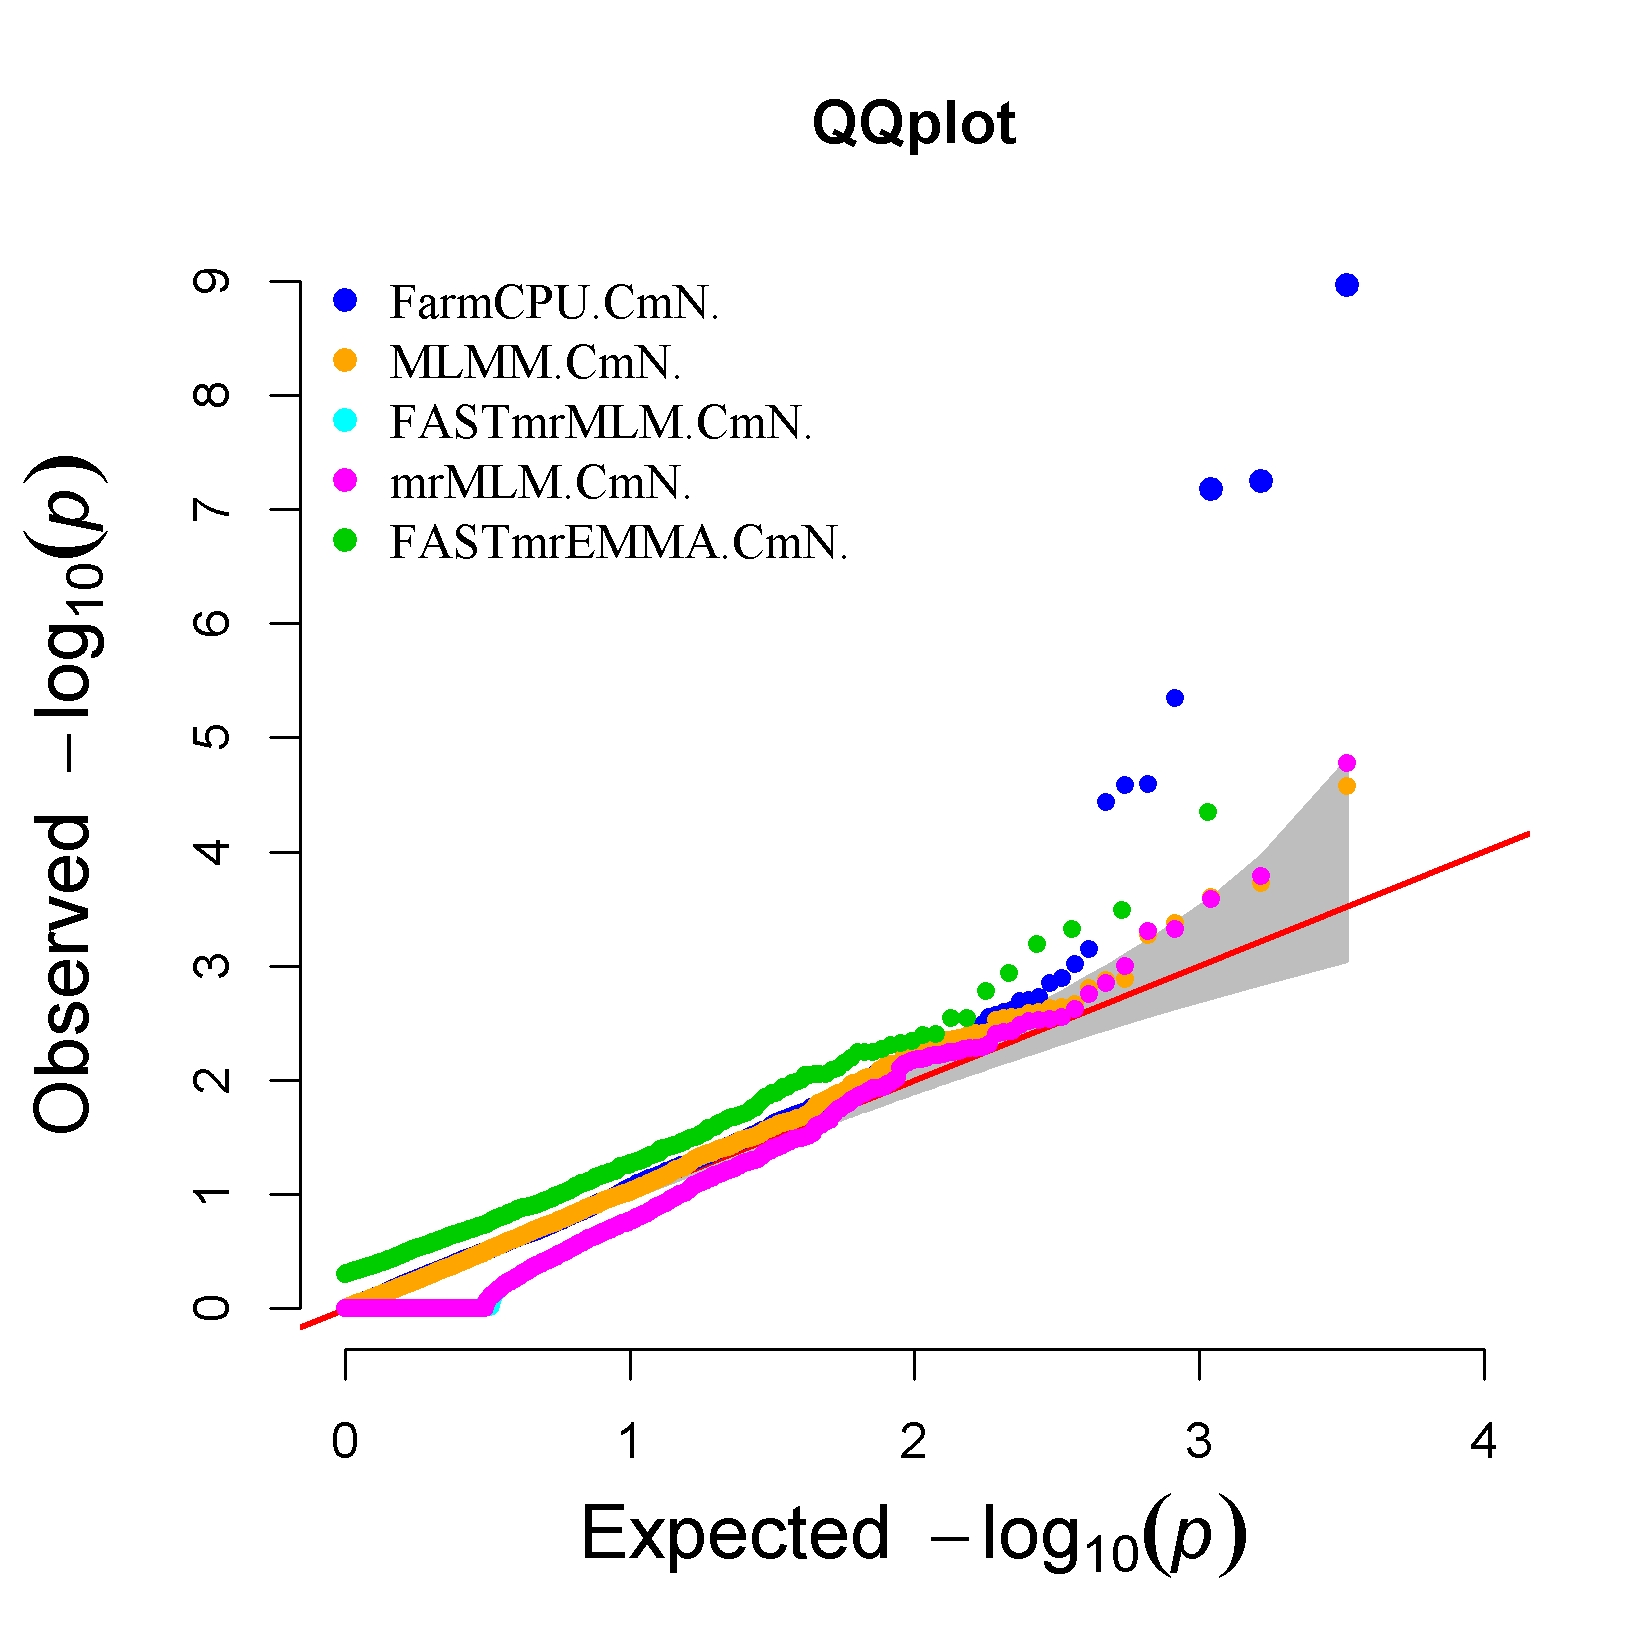 QQplot
FarmCPU.CmN.
MLMM.CmN.
FASTmrMLM.CmN.
mrMLM.CmN.
FASTmrEMMA.CmN.
Observed −log10(p)
9
8
7
6
5
4
3
2
1
0
0 1 2 3 4
Expected −log10(p)